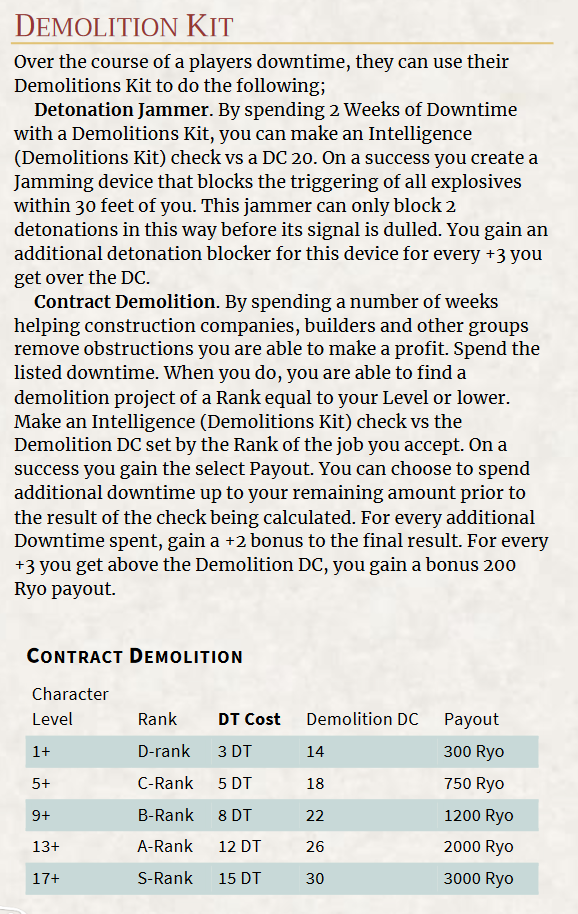 DEMOLITION KIT
Over the course of a players downtime, they can use their
Demolitions Kit to do the following;
Detonation Jammer. By spending 2 Weeks of Downtime
with a Demolitions Kit, you can make an Intelligence
(Demolitions Kit) check vs a DC 20. On a success you create a
Jamming device that blocks the triggering of all explosives
within 30 feet of you. This jammer can only block 2
detonations in this way before its signal is dulled. You gain an
additional detonation blocker for this device for every +3 you
get over the DC.
Contract Demolition. By spending a number of weeks
helping construction companies, builders and other groups
remove obstructions you are able to make a profit. Spend the
listed downtime. When you do, you are able to find a
demolition project of a Rank equal to your Level or lower.
Make an Intelligence (Demolitions Kit) check vs the
Demolition DC set by the Rank of the job you accept. On a
success you gain the select Payout. You can choose to spend
additional downtime up to your remaining amount prior to
the result of the check being calculated. For every additional
Downtime spent, gain a +2 bonus to the final result. For every
+3 you get above the Demolition DC, you gain a bonus 200
Ryo payout.
CONTRACT DEMOLITION
Character
Level Rank DT Cost Demolition DC Payout
1+ D-rank 3 DT 14 300 Ryo
5+ C-Rank 5 DT 18 750 Ryo
9+ B-Rank 8 DT 22 1200 Ryo
13+ A-Rank 12 DT 26 2000 Ryo
17+ S-Rank 15 DT 30 3000 Ryo